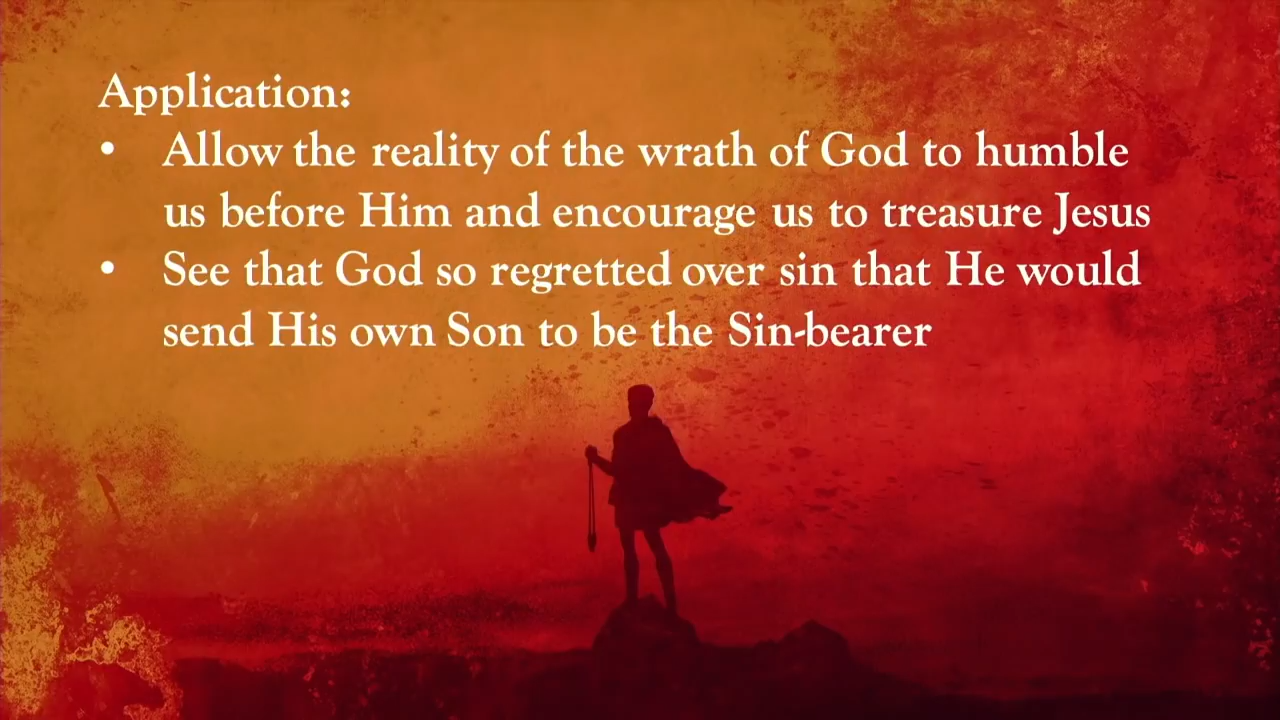 Application:
• Allow the reality of the wrath of God to humble
us before Him and encourage us to treasure Jesus
• See that God so regretted over sin that He would
send His own Son to be the Sin-bearer